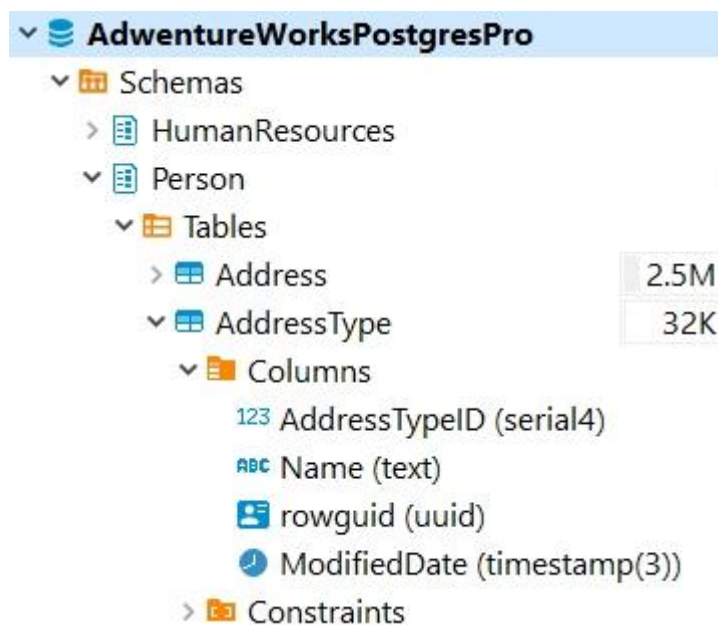 AdwentureWorksPostgresPro
Schemas
HumanResources
Person
Tables
Address 2.5M
AddressType 32K
Columns
123 AddressTypeID (serial4)
ABC Name (text)
rowguid (uuid)
ModifiedDate (timestamp(3))
Constraints